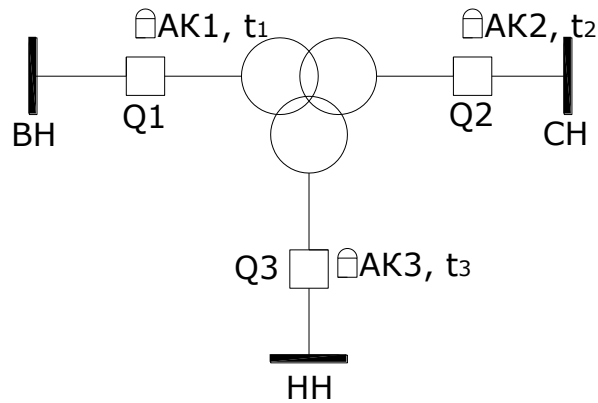 АК1, t1
АК2, t2
ВН
Q1
Q2
СН
Q3
АК3, t3
НН